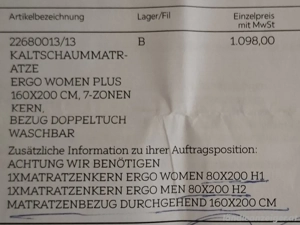 Artikelbezeichnung Lager/Fil Einzelpreis
mit MwSt
22680013/13 B 1.098,00
KALTSCHAUMMATR-
ATZE
ERGO WOMEN PLUS
160X200 CM, 7-ZONEN
KERN,
BEZUG DOPPELTUCH
WASCHBAR
Zusätzliche Information zu ihrer Auftragsposition:
ACHTUNG WIR BENÖTIGEN
1XMATRATZENKERN ERGO WOMEN 80X200 H1
1XMATRATZENKERN ERGO MEN 80X200 H2
MATRATZENBEZUG DURCHGEHEND 160X200 CM